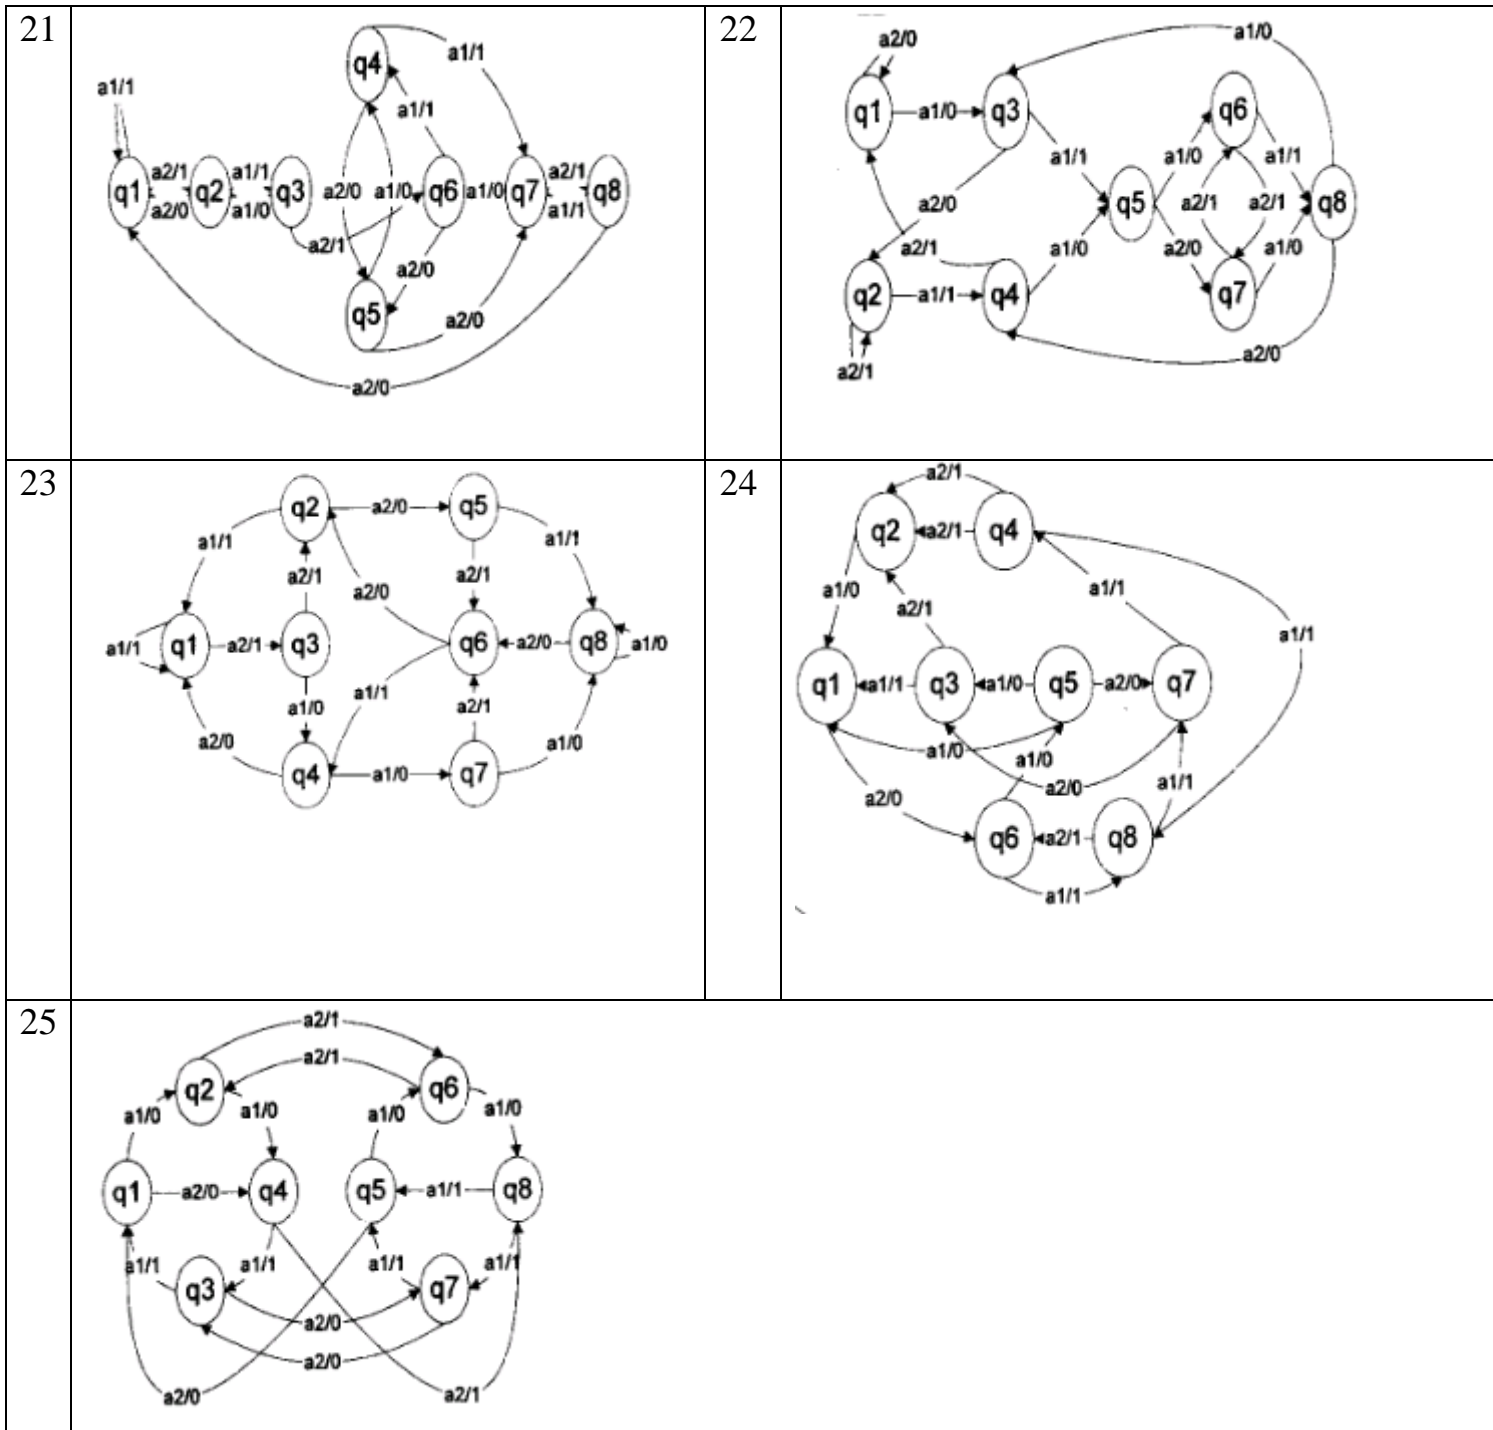 21
q4
a1/1
a1/1
a1/1
q1 a2/1 q2 a1/1 q3 a2/0 a1/0 q6 a1/0 q7 a2/1 q8
a2/0 a1/0 a1/1
a2/1
a2/0
q5
a2/0
a2/0
22
a2/0 a1/0
q1 a1/0 q3 q6
a1/1 a1/0 a1/1
a2/0 q5 a2/1 a2/1 q8
a2/1 a1/0 a2/0 a1/0
q2 a1/1 q4 q7
a2/0
a2/1
23
q2 a2/0 q5
a1/1 a1/1
a2/1 a2/0 a2/1
a1/1 q1 a2/1 q3 q6 a2/0 q8 a1/0
a1/0 a1/1 a2/1
a2/0 a1/0
q4 a1/0 q7
24
a2/1
q2 a2/1 q4
a1/0 a2/1 a1/1
a1/1
q1 a1/1 q3 a1/0 q5 a2/0 q7
a1/0 a1/0
a2/0 a2/0 a1/1
q6 a2/1 q8
a1/1
25
a2/1
a2/1
q2 q6
a1/0 a1/0 a1/0 a1/0
q1 a2/0 q4 q5 a1/1 q8
a1/1 a1/1 a1/1 a1/1
q3 q7
a2/0
a2/0
a2/0 a2/1